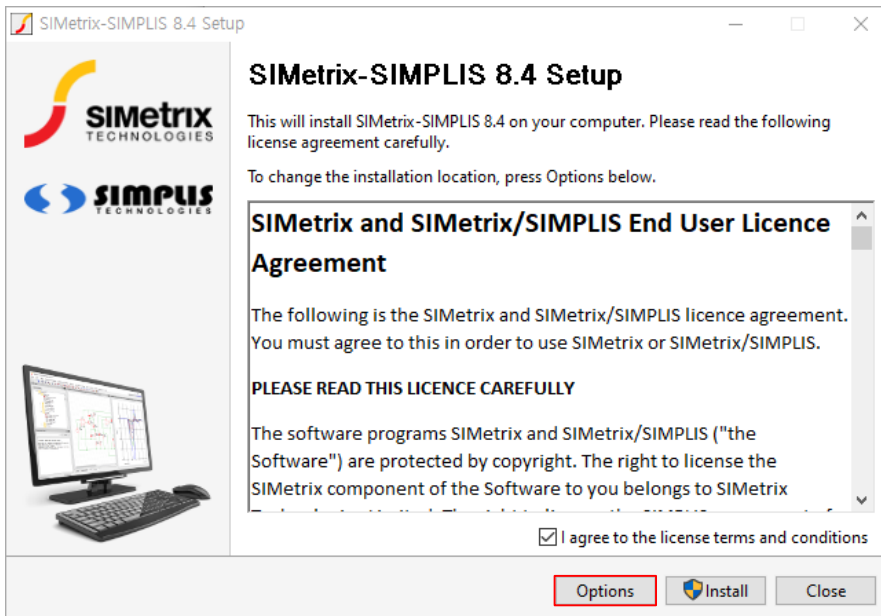 SIMetrix-SIMPLIS 8.4 Setup
SIMetrix-SIMPLIS 8.4 Setup
SIMetrix
TECHNOLOGIES
SIMPLIS
TECHNOLOGIES
This will install SIMetrix-SIMPLIS 8.4 on your computer. Please read the following
license agreement carefully.
To change the installation location, press Options below.
SIMetrix and SIMetrix/SIMPLIS End User Licence
Agreement
The following is the SIMetrix and SIMetrix/SIMPLIS licence agreement.
You must agree to this in order to use SIMetrix or SIMetrix/SIMPLIS.
PLEASE READ THIS LICENCE CAREFULLY
The software programs SIMetrix and SIMetrix/SIMPLIS ("the
Software") are protected by copyright. The right to license the
SIMetrix component of the Software to you belongs to SIMetrix
I agree to the license terms and conditions
Options
Install
Close